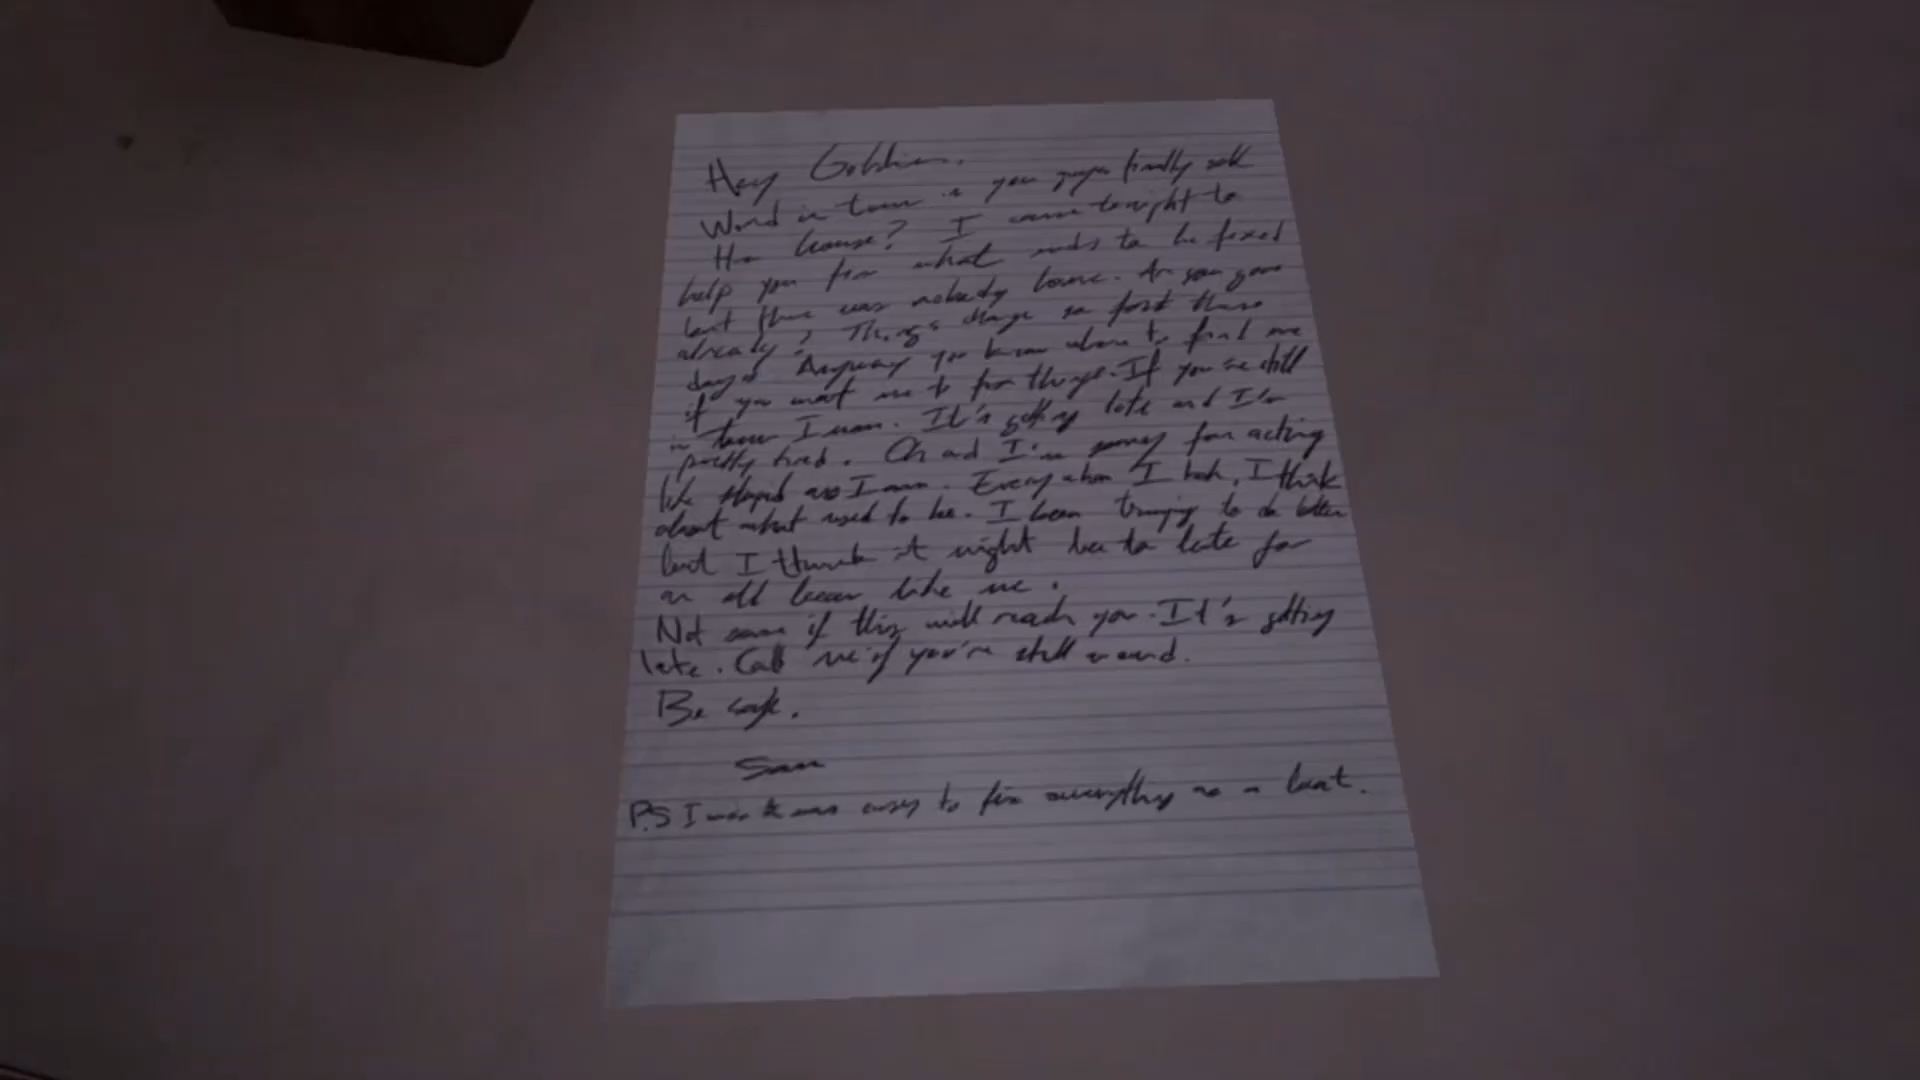 Hey
Word in town is you guys finally sold
the house? I came tonight to
help you fix what needs to be fixed
but there was nobody home. Are you gone
already? Things change so fast these
days. Anyway you know where to find me
if you want me to fix things. If you're still
in town I mean. It's getting late and I'm
pretty tired. Oh and I'm sorry for acting
like stupid ass I am. Every when I look, I think
about what used to be. I been trying to do better
but I think it might be to late for
an old like me.
Not sure if this will reach you. It's getting
late. Call me if you're still around.
Be safe.
Sam
P.S I easy to fix everything as a boat.